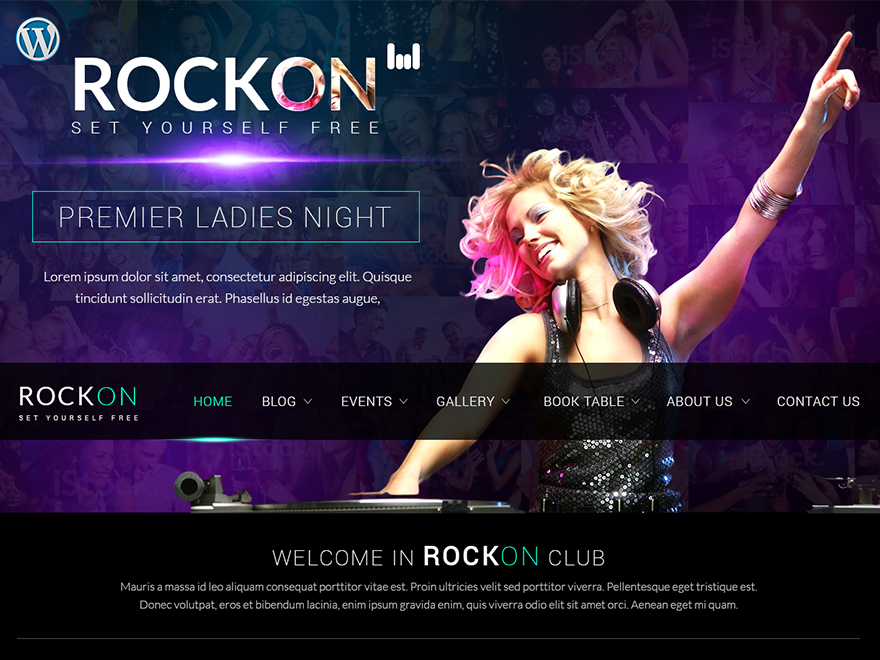 ROCKON
SET YOURSELF FREE
PREMIER LADIES NIGHT
Lorem ipsum dolor sit amet, consectetur adipiscing elit. Quisque
tincidunt sollicitudin erat. Phasellus id egestas augue,
ROCKON
SET YOURSELF FREE
HOME BLOG EVENTS GALLERY BOOK TABLE ABOUT US CONTACT US
WELCOME IN ROCKON CLUB
Mauris a massa id leo aliquam consequat porttitor vitae est. Proin ultricies velit sed porttitor viverra. Pellentesque eget tristique est.
Donec volutpat, eros et bibendum lacinia, enim ipsum gravida enim, quis viverra odio elit sit amet orci. Aenean eget mi quam.